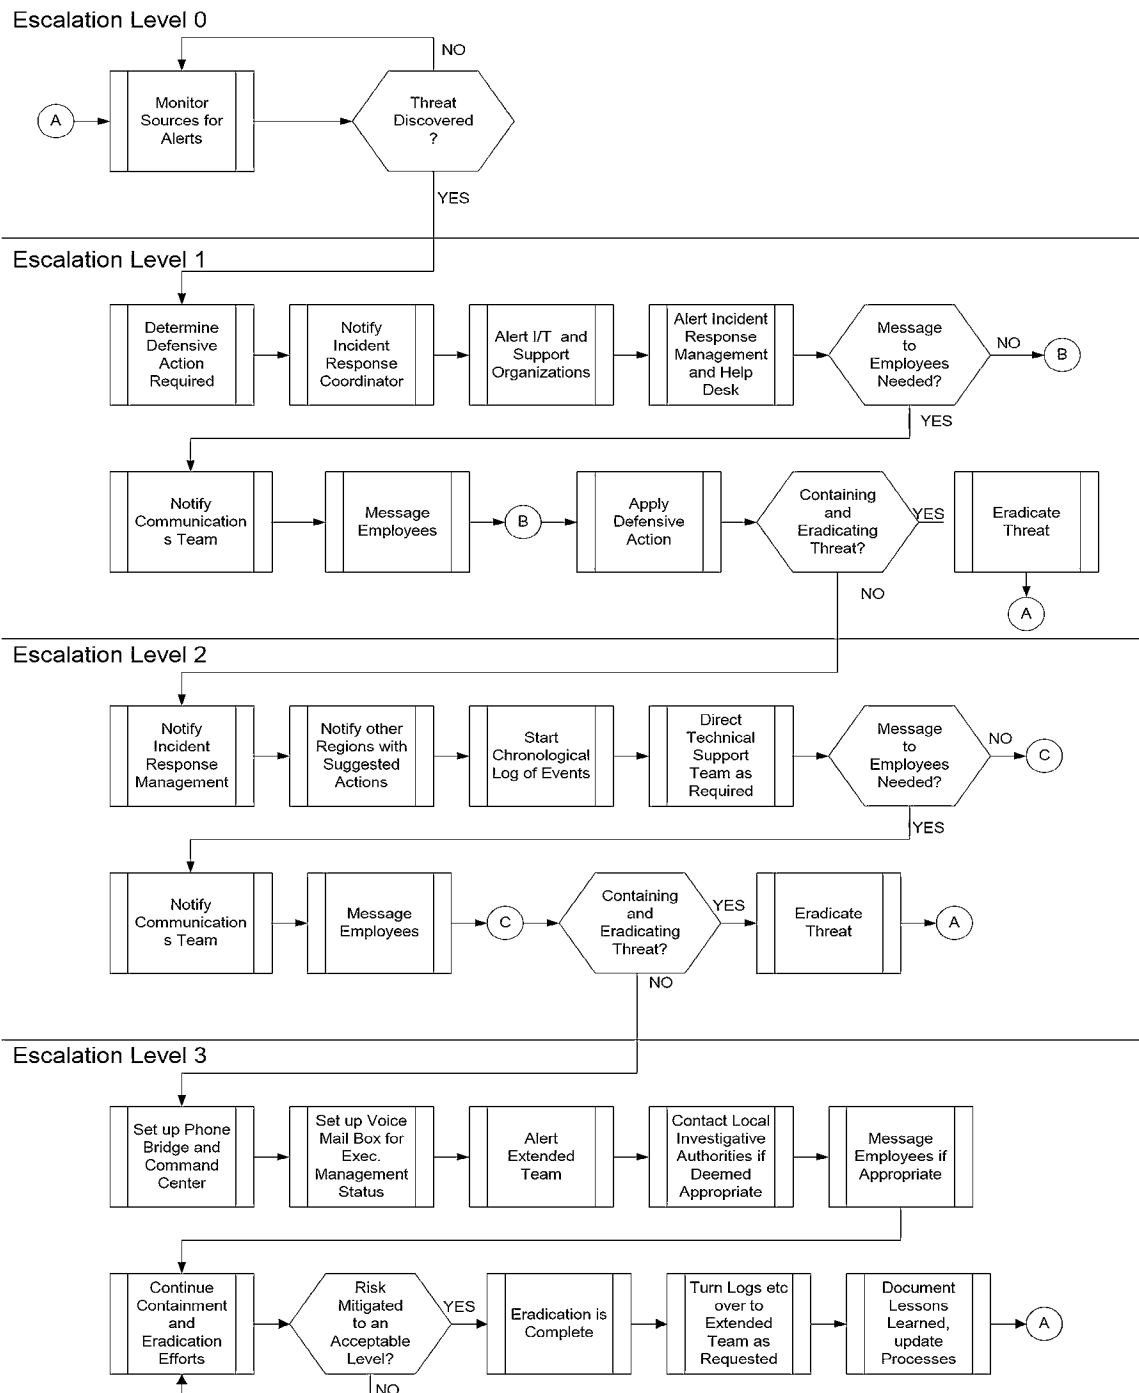 Escalation Level 0
NO
A
Monitor
Sources for
Alerts
Threat
Discovered
?
YES
Escalation Level 1
Determine
Defensive
Action
Required
Notify
Incident
Response
Coordinator
Alert I/T and
Support
Organizations
Alert Incident
Response
Management
and Help
Desk
Message
to
Employees
Needed?
NO
B
YES
Notify
Communication
s Team
Message
Employees
B
Apply
Defensive
Action
Containing
and
Eradicating
Threat?
YES
Eradicate
Threat
NO
A
Escalation Level 2
Notify
Incident
Response
Management
Notify other
Regions with
Suggested
Actions
Start
Chronological
Log of Events
Direct
Technical
Support
Team as
Required
Message
to
Employees
Needed?
NO
C
YES
Notify
Communication
s Team
Message
Employees
C
Containing
and
Eradicating
Threat?
YES
Eradicate
Threat
A
NO
Escalation Level 3
Set up Phone
Bridge and
Command
Center
Set up Voice
Mail Box for
Exec.
Management
Status
Alert
Extended
Team
Contact Local
Investigative
Authorities if
Deemed
Appropriate
Message
Employees if
Appropriate
Continue
Containment
and
Eradication
Efforts
Risk
Mitigated
to an
Acceptable
Level?
YES
Eradication is
Complete
Turn Logs etc
over to
Extended
Team as
Requested
Document
Lessons
Learned,
update
Processes
A
NO